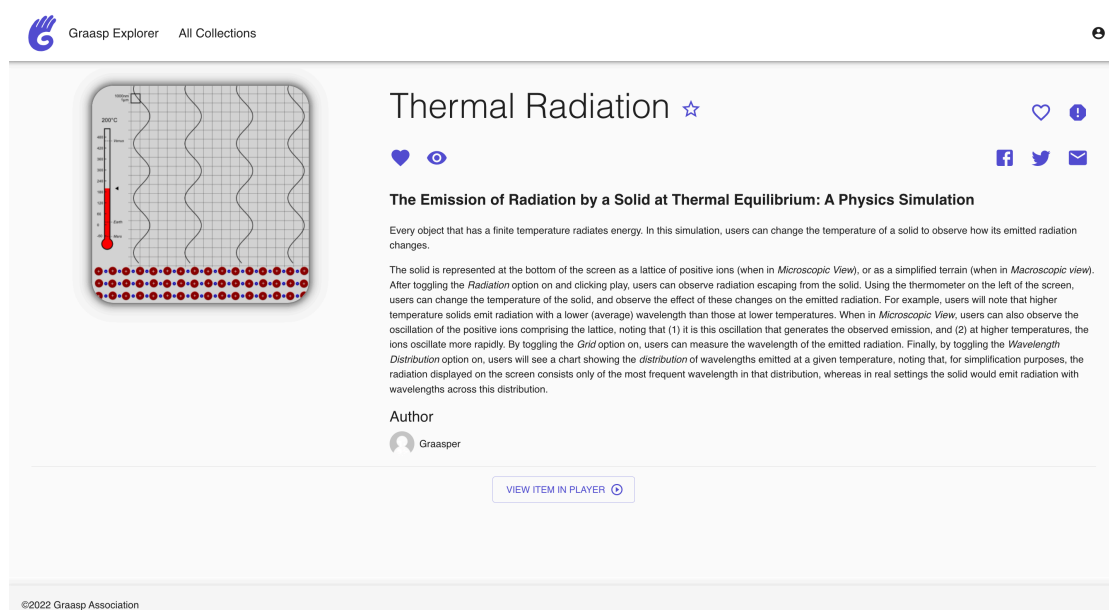 Graasp Explorer All Collections
Thermal Radiation
200°C
Venus
Earth
Mars
The Emission of Radiation by a Solid at Thermal Equilibrium: A Physics Simulation
Every object that has a finite temperature radiates energy. In this simulation, users can change the temperature of a solid to observe how its emitted radiation
changes.
The solid is represented at the bottom of the screen as a lattice of positive ions (when in Microscopic View), or as a simplified terrain (when in Macroscopic view).
After toggling the Radiation option on and clicking play, users can observe radiation escaping from the solid. Using the thermometer on the left of the screen,
users can change the temperature of the solid, and observe the effect of these changes on the emitted radiation. For example, users will note that higher
temperature solids emit radiation with a lower (average) wavelength than those at lower temperatures. When in Microscopic View, users can also observe the
oscillation of the positive ions comprising the lattice, noting that (1) it is this oscillation that generates the observed emission, and (2) at higher temperatures, the
ions oscillate more rapidly. By toggling the Grid option on, users can measure the wavelength of the emitted radiation. Finally, by toggling the Wavelength
Distribution option on, users will see a chart showing the distribution of wavelengths emitted at a given temperature, noting that, for simplification purposes, the
radiation displayed on the screen consists only of the most frequent wavelength in that distribution, whereas in real settings the solid would emit radiation with
wavelengths across this distribution.
Author
Graasper
VIEW ITEM IN PLAYER
©2022 Graasp Association